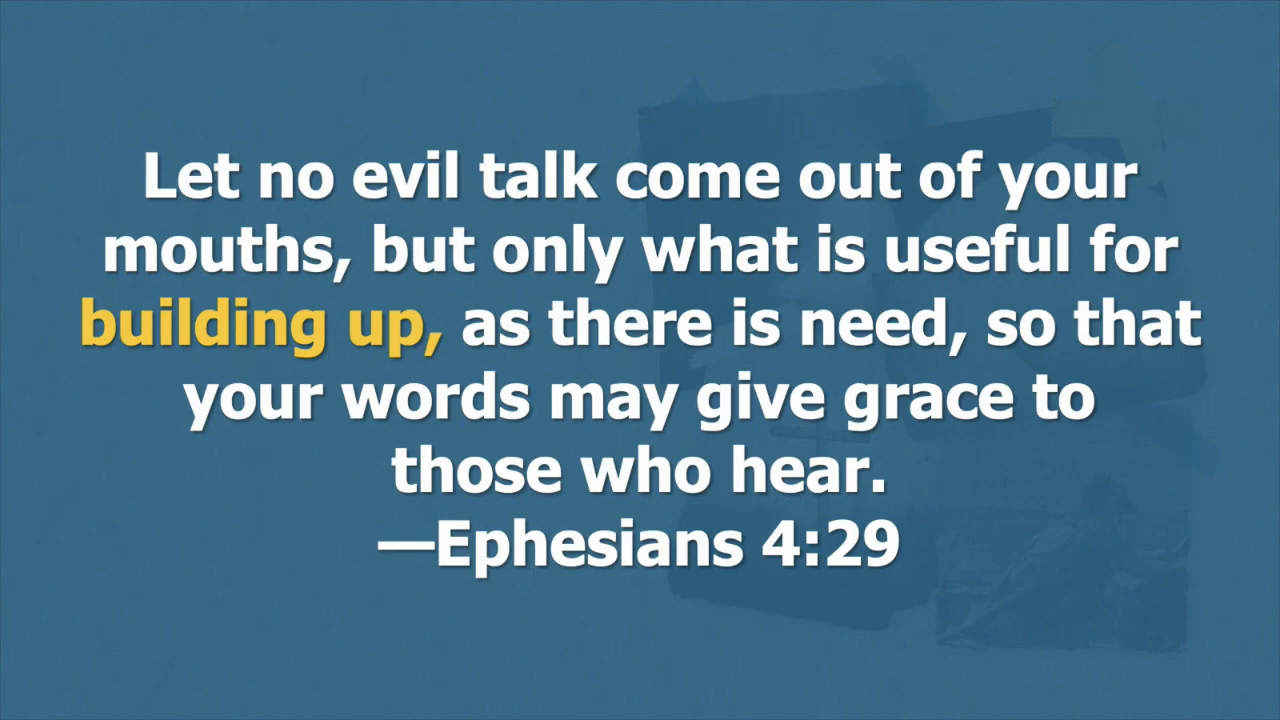 Let no evil talk come out of your
mouths, but only what is useful for
building up, as there is need, so that
your words may give grace to
those who hear.
—Ephesians 4:29